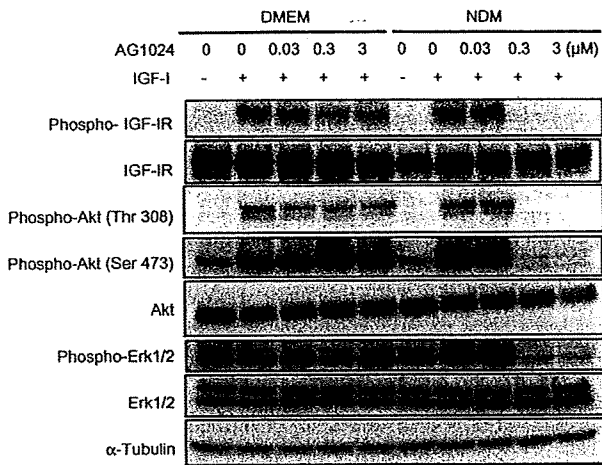 DMEM NDM
AG1024 0 0 0.03 0.3 3 0 0 0.03 0.3 3 (μM)
IGF-I - + + + + - + + + +
Phospho- IGF-IR
IGF-IR
Phospho-Akt (Thr 308)
Phospho-Akt (Ser 473)
Akt
Phospho-Erk1/2
Erk1/2
α-Tubulin